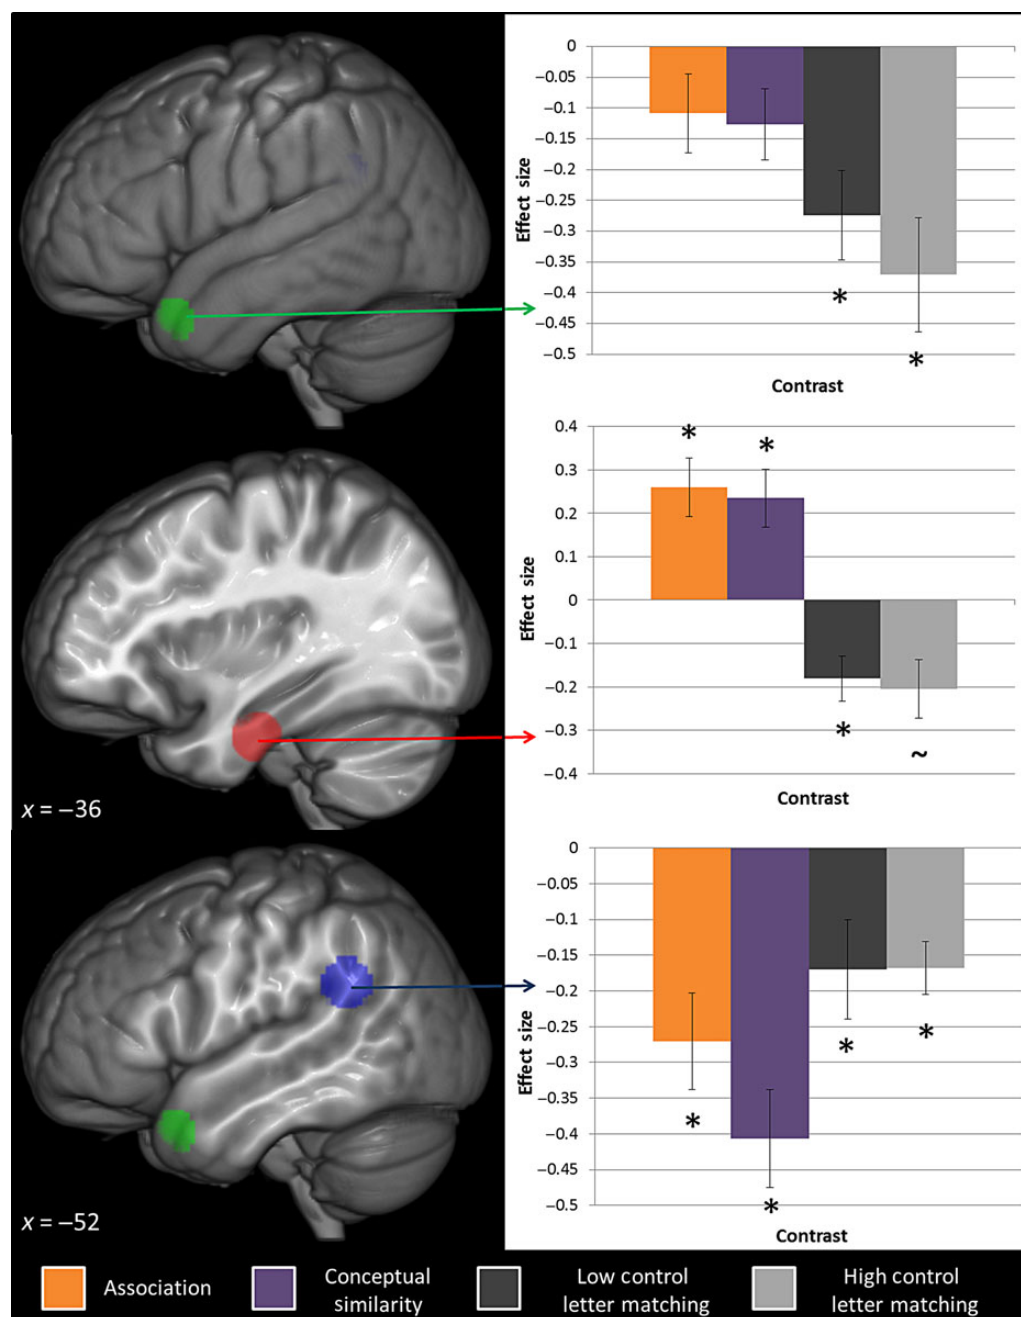 0
−0.05
−0.1
−0.15
−0.2
−0.25
−0.3
−0.35
−0.4
−0.45
−0.5
Effect size
*
*
Contrast
0.4
0.3
0.2
0.1
0
−0.1
−0.2
−0.3
−0.4
Effect size
*
*
*
~
Contrast
x = −36
0
−0.05
−0.1
−0.15
−0.2
−0.25
−0.3
−0.35
−0.4
−0.45
−0.5
Effect size
*
*
*
*
Contrast
x = −52
Association
Conceptual
similarity
Low control
letter matching
High control
letter matching